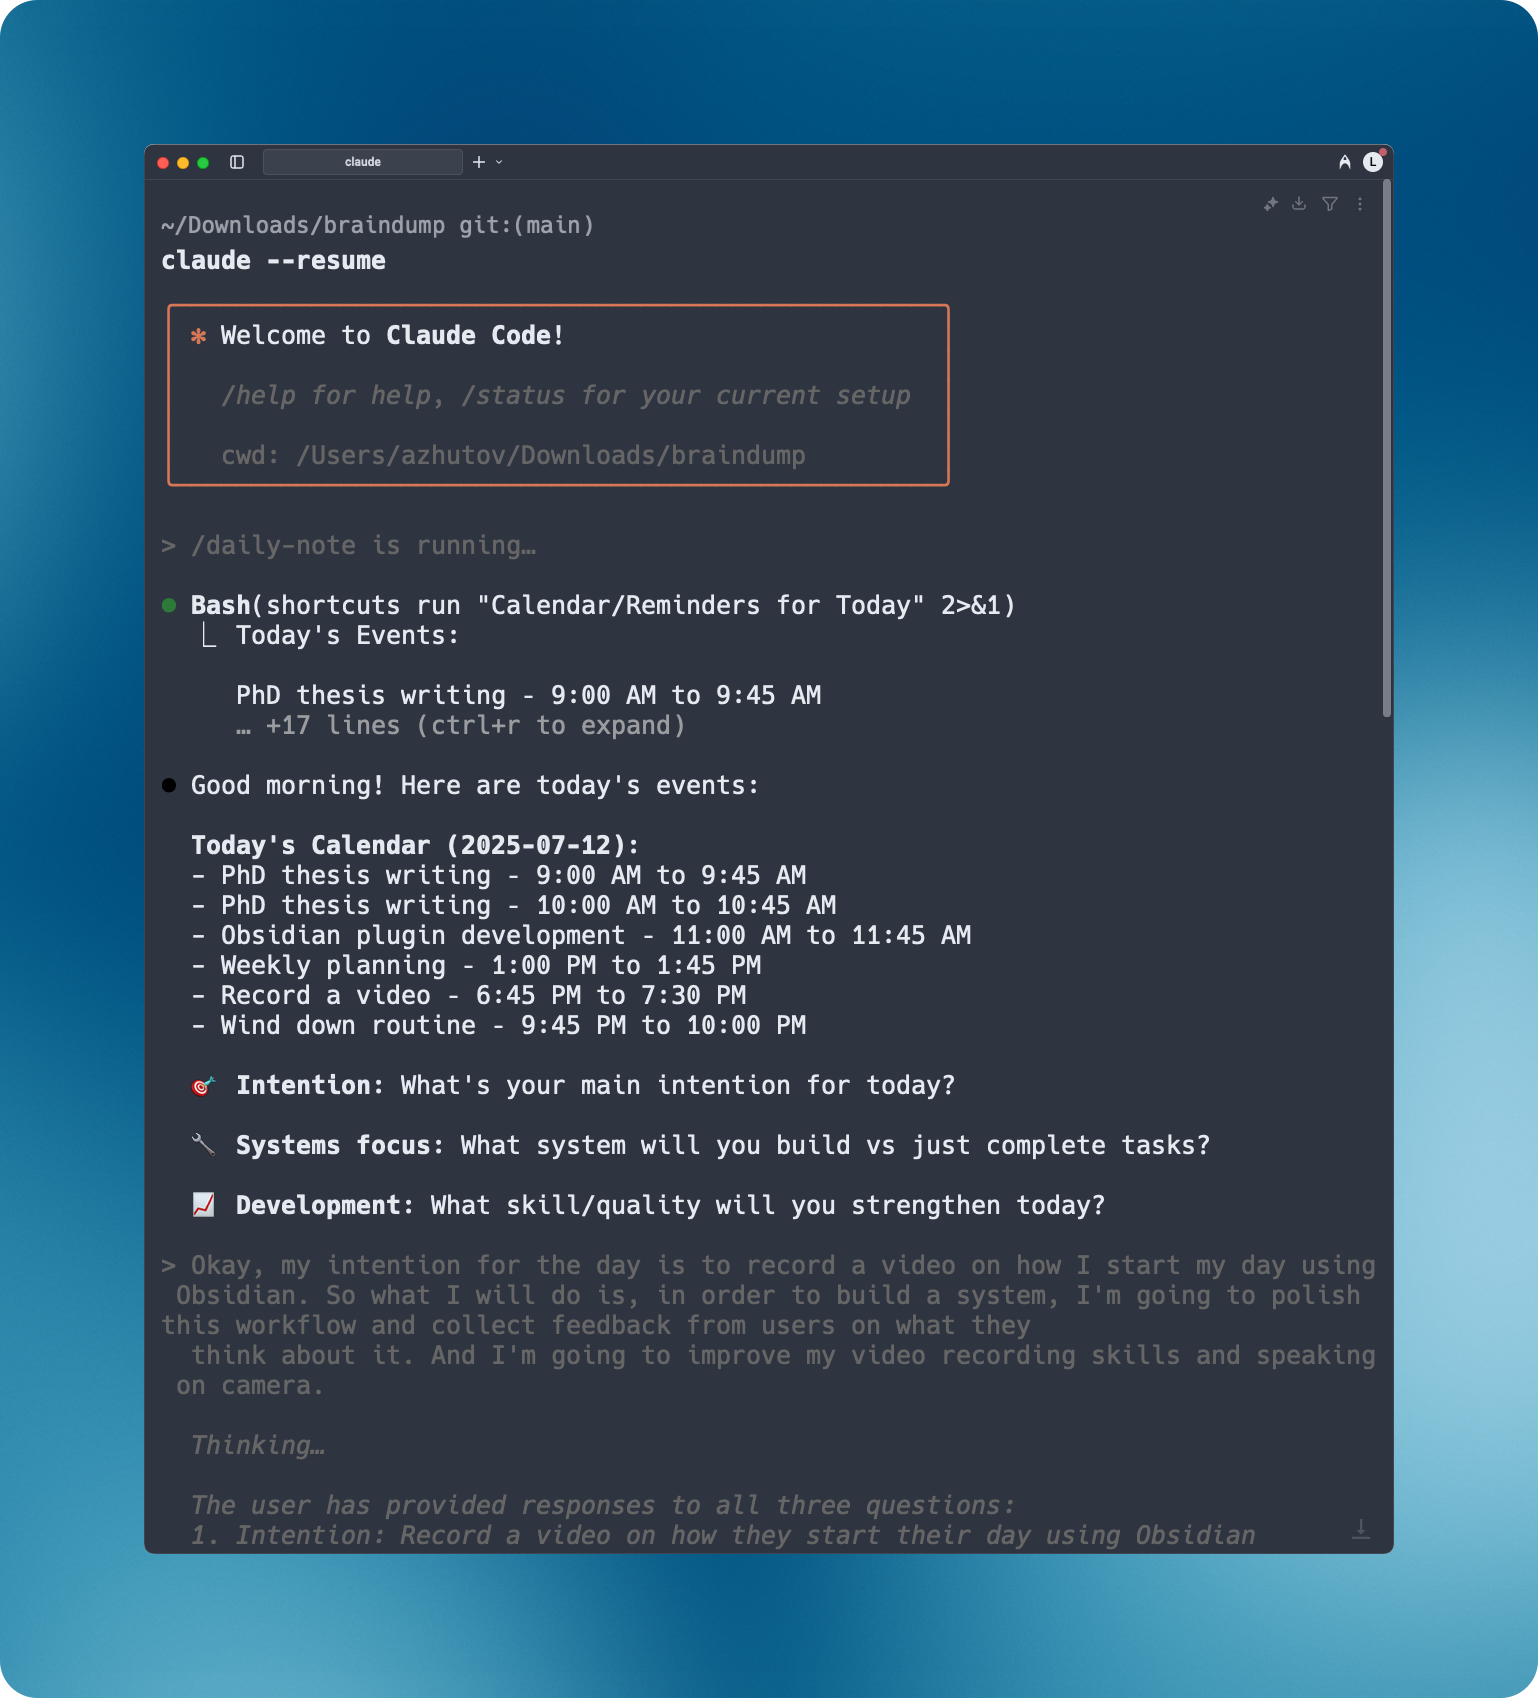 claude
L
~/Downloads/braindump git:(main)
claude --resume
✻ Welcome to Claude Code!
/help for help, /status for your current setup
cwd: /Users/azhutov/Downloads/braindump
> /daily-note is running…
Bash(shortcuts run "Calendar/Reminders for Today" 2>&1)
Today's Events:
PhD thesis writing - 9:00 AM to 9:45 AM
… +17 lines (ctrl+r to expand)
Good morning! Here are today's events:
Today's Calendar (2025-07-12):
- PhD thesis writing - 9:00 AM to 9:45 AM
- PhD thesis writing - 10:00 AM to 10:45 AM
- Obsidian plugin development - 11:00 AM to 11:45 AM
- Weekly planning - 1:00 PM to 1:45 PM
- Record a video - 6:45 PM to 7:30 PM
- Wind down routine - 9:45 PM to 10:00 PM
🎯 Intention: What's your main intention for today?
🔧 Systems focus: What system will you build vs just complete tasks?
📈 Development: What skill/quality will you strengthen today?
> Okay, my intention for the day is to record a video on how I start my day using
Obsidian. So what I will do is, in order to build a system, I'm going to polish
this workflow and collect feedback from users on what they
think about it. And I'm going to improve my video recording skills and speaking
on camera.
Thinking…
The user has provided responses to all three questions:
1. Intention: Record a video on how they start their day using Obsidian